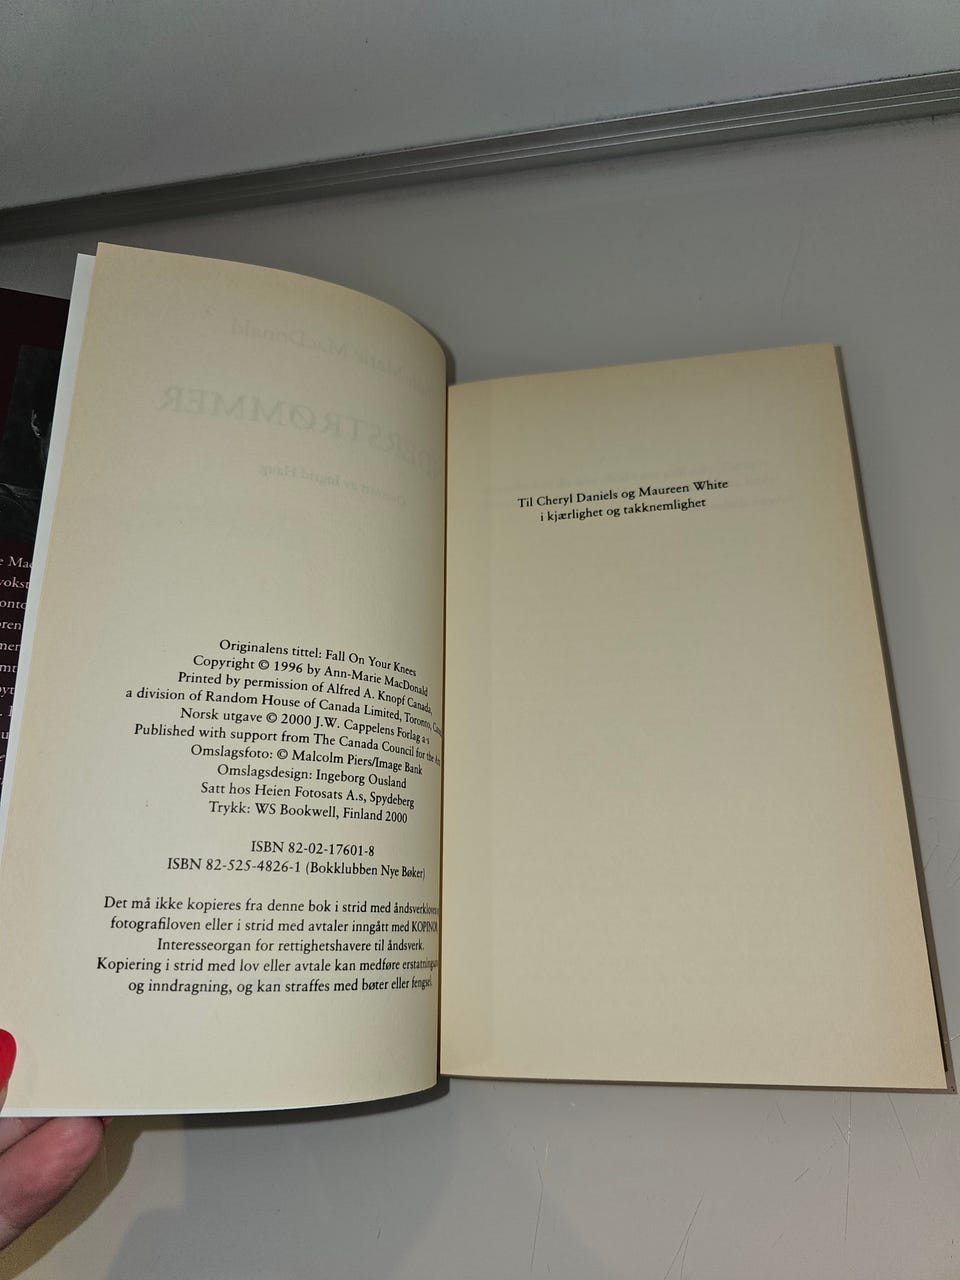 Originalens tittel: Fall On Your Knees
Copyright © 1996 by Ann-Marie MacDonald
Printed by permission of Alfred A. Knopf Canada,
a division of Random House of Canada Limited, Toronto,
Norsk utgave © 2000 J.W. Cappelens Forlag a·s
Published with support from The Canada Council for the
Omslagsfoto: © Malcolm Piers/Image Bank
Omslagsdesign: Ingeborg Ousland
Satt hos Heien Fotosats A.s, Spydeberg
Trykk: WS Bookwell, Finland 2000
ISBN 82-02-17601-8
ISBN 82-525-4826-1 (Bokklubben Nye Bøker)
Det må ikke kopieres fra denne bok i strid med
fotografiloven eller i strid med avtaler inngått med
Interesseorgan for rettighetshavere til åndsverk.
Kopiering i strid med lov eller avtale kan medføre
og inndragning, og kan straffes med bøter eller fengsel.
Til Cheryl Daniels og Maureen White
i kjærlighet og takknemlighet